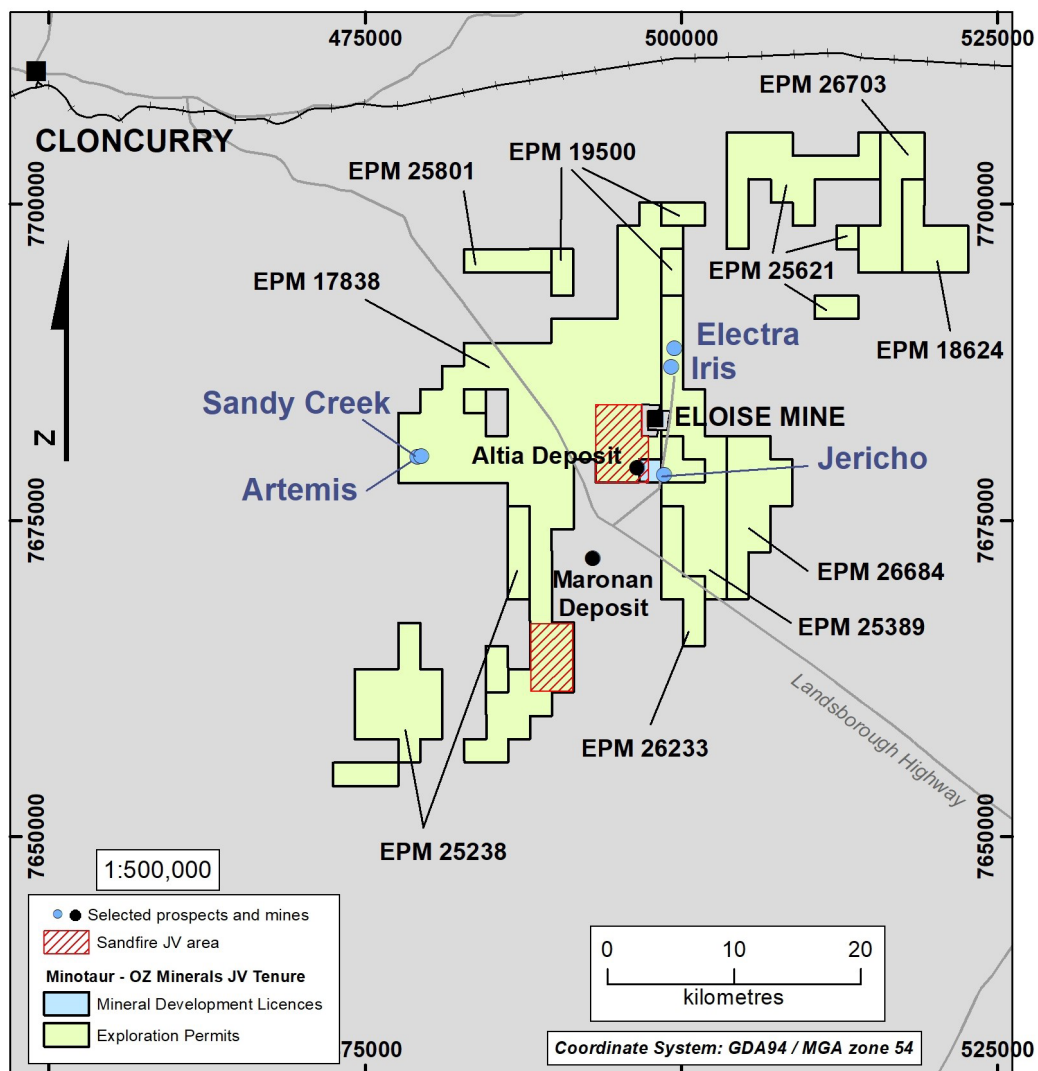 475000
500000
525000
EPM 26703
CLONCURRY
EPM 19500
EPM 25801
7700000
7700000
EPM 25621
EPM 17838
Electra
EPM 18624
Iris
Sandy Creek
ELOISE MINE
Z
Altia Deposit
Jericho
Artemis
7675000
7675000
Maronan
Deposit
EPM 26684
EPM 25389
Landsborough Highway
EPM 26233
7650000
7650000
EPM 25238
1:500,000
Selected prospects and mines
Sandfire JV area
Minotaur - OZ Minerals JV Tenure
Mineral Development Licences
Exploration Permits
0 10 20
kilometres
Coordinate System: GDA94 / MGA zone 54
75000
500000
525000